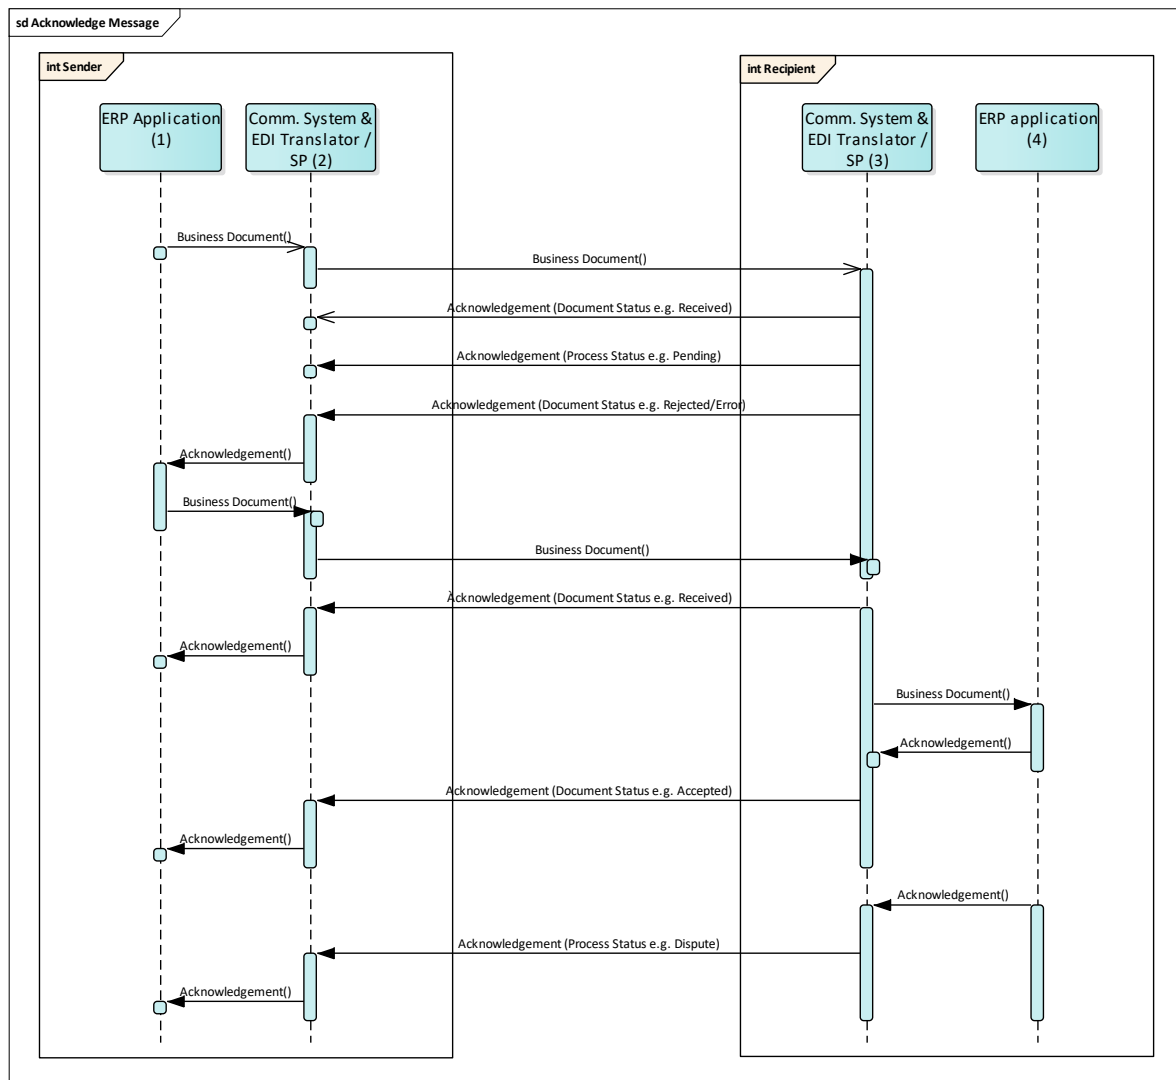 sd Acknowledge Message
int Sender
int Recipient
ERP Application
(1)
Comm. System &
EDI Translator /
SP (2)
Comm. System &
EDI Translator /
SP (3)
ERP application
(4)
Business Document()
Business Document()
Acknowledgement (Document Status e.g. Received)
Acknowledgement (Process Status e.g. Pending)
Acknowledgement (Document Status e.g. Rejected/Error)
Acknowledgement()
Business Document()
Business Document()
Acknowledgement (Document Status e.g. Received)
Acknowledgement()
Business Document()
Acknowledgement()
Acknowledgement (Document Status e.g. Accepted)
Acknowledgement()
Acknowledgement()
Acknowledgement (Process Status e.g. Dispute)
Acknowledgement()